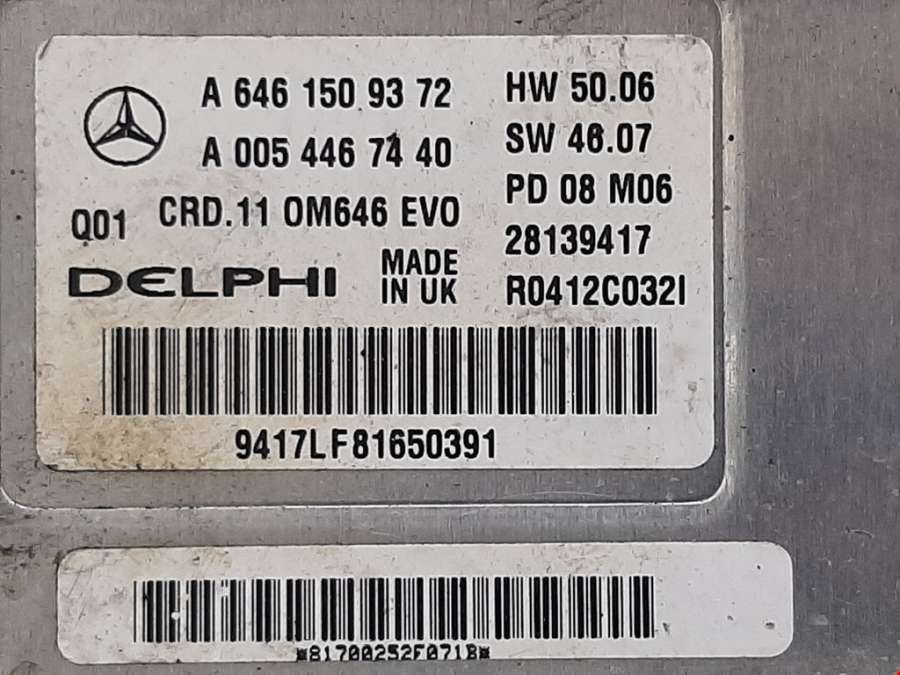 A 646 150 93 72
A 005 446 74 40
Q01 CRD.11 OM646 EVO
DELPHI MADE IN UK
HW 50.06
SW 46.07
PD 08 M06
28139417
R0412C032I
9417LF81650391
*81700252F071B*